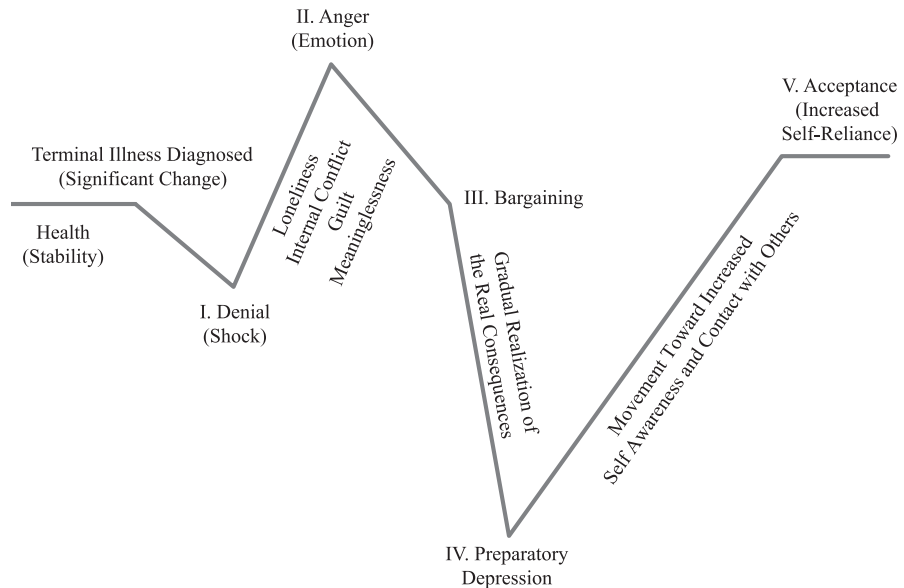 II. Anger
(Emotion)
V. Acceptance
(Increased
Self-Reliance)
Terminal Illness Diagnosed
(Significant Change)
Health
(Stability)
Loneliness
Internal Conflict
Guilt
Meaninglessness
III. Bargaining
I. Denial
(Shock)
Gradual Realization of
the Real Consequences
Movement Toward Increased
Self Awareness and Contact with Others
IV. Preparatory
Depression